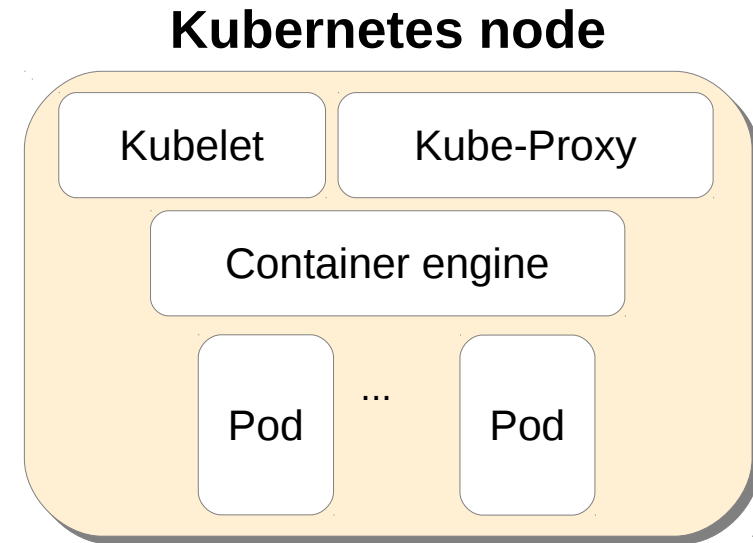 Kubernetes node
Kubelet
Kube-Proxy
Container engine
...
Pod
Pod